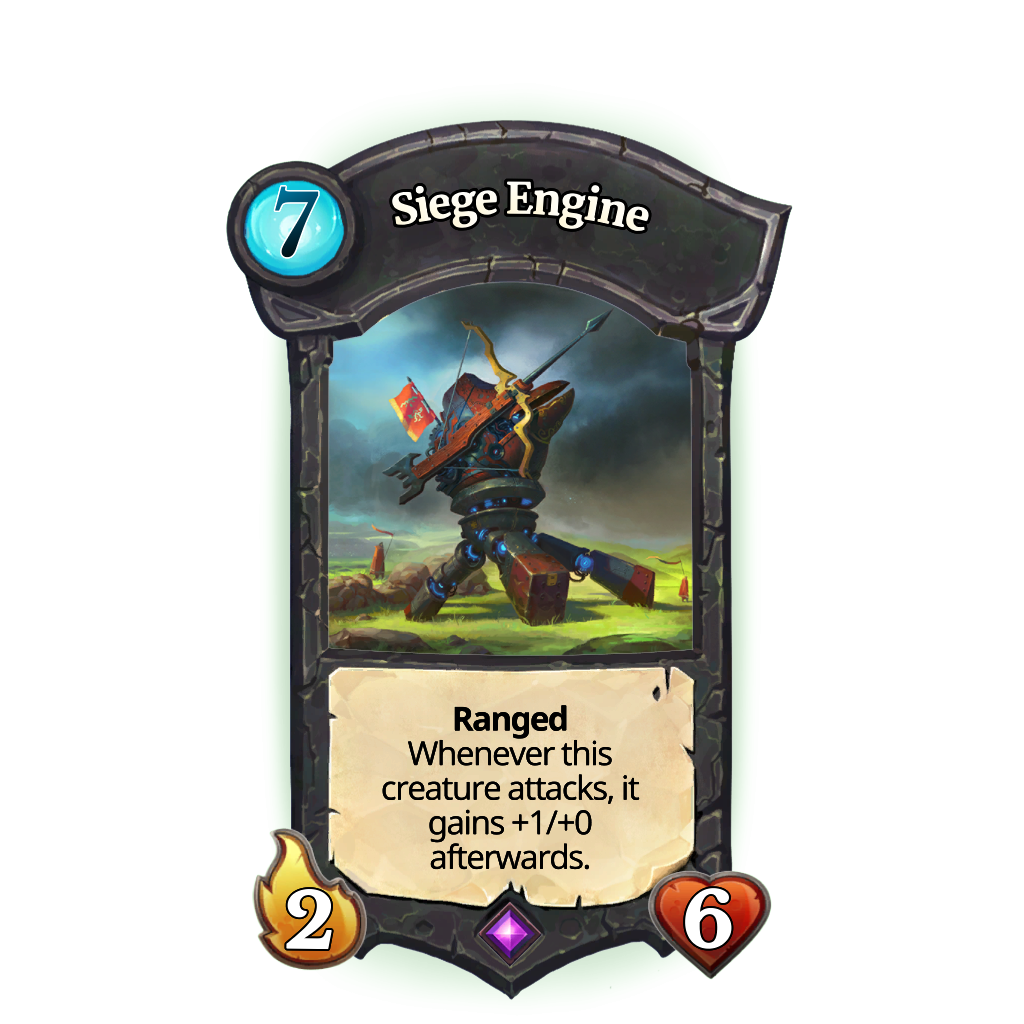 7
Siege Engine
Ranged
Whenever this
creature attacks, it
gains +1/+0
afterwards.
2
6